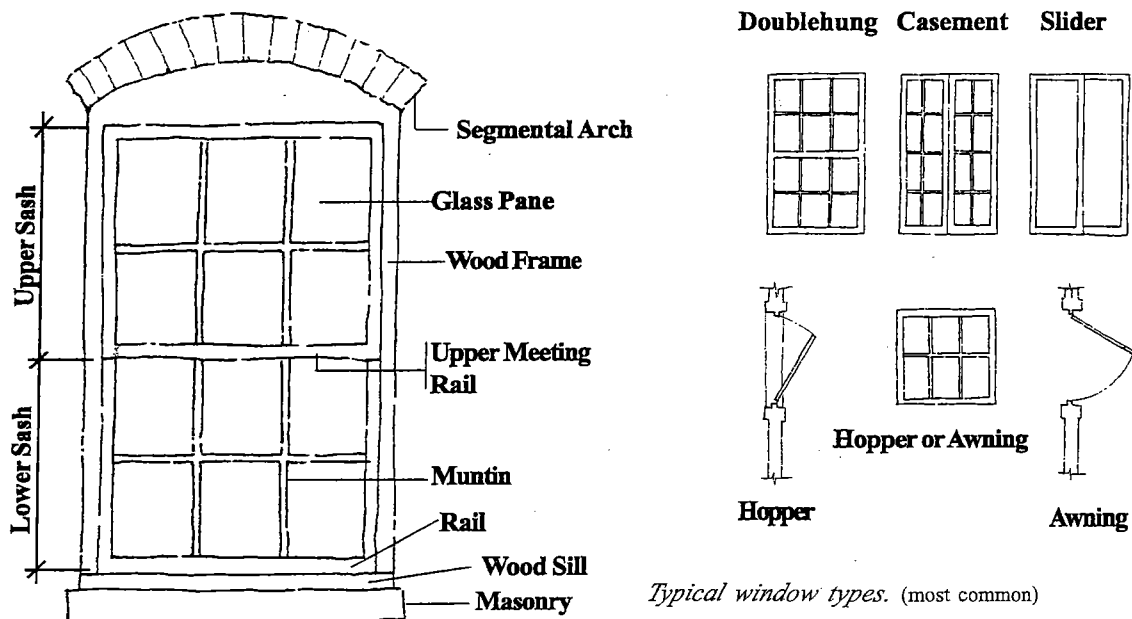 Segmental Arch
Glass Pane
Wood Frame
Upper Meeting
Rail
Muntin
Rail
Wood Sill
Masonry
Upper Sash
Lower Sash
Doublehung Casement Slider
Hopper or Awning
Hopper
Awning
Typical window types. (most common)